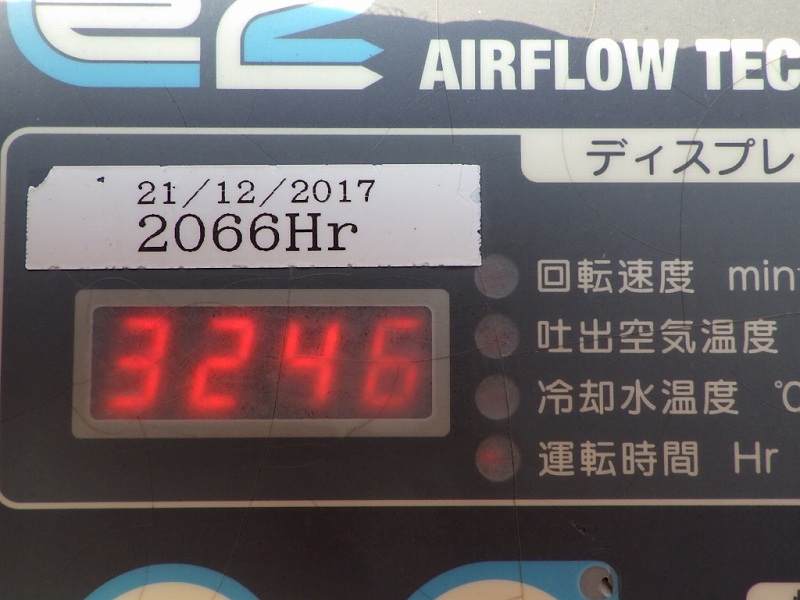 AIRFLOW TEC
ディスプレ
21/12/2017
2066Hr
3246
回転速度 min
吐出空気温度
冷却水温度 ℃
運転時間 Hr